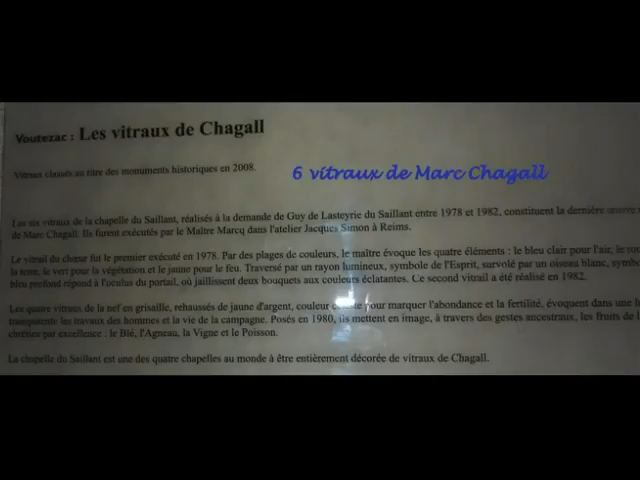 Voutezac : Les vitraux de Chagall
Vitraux classés au titre des monuments historiques en 2008.
6 vitraux de Marc Chagall
Les six vitraux de la chapelle du Saillant, réalisés à la demande de Guy de Lasteyrie du Saillant entre 1978 et 1982, constituent la dernière œuvre
de Marc Chagall. Ils furent exécutés par le Maître Marcq dans l'atelier Jacques Simon à Reims.
Le vitrail du chœur fut le premier exécuté en 1978. Par des plages de couleurs, le maître évoque les quatre éléments : le bleu clair pour l'air, le
la terre, le vert pour la végétation et le jaune pour le feu. Traversé par un rayon lumineux, symbole de l'Esprit, survolé par un oiseau blanc,
bleu profond répond à l'oculus du portail, où jaillissent deux bouquets aux couleurs éclatantes. Ce second vitrail a été réalisé en 1982.
Les quatre vitraux de la nef en grisaille, rehaussés de jaune d'argent, couleur pour marquer l'abondance et la fertilité, évoquent dans une
transparente les travaux des hommes et la vie de la campagne. Posés en 1980, ils mettent en image, à travers des gestes ancestraux, les fruits de
chrétien par excellence : le Blé, l'Agneau, la Vigne et le Poisson.
La chapelle du Saillant est une des quatre chapelles au monde à être entièrement décorée de vitraux de Chagall.